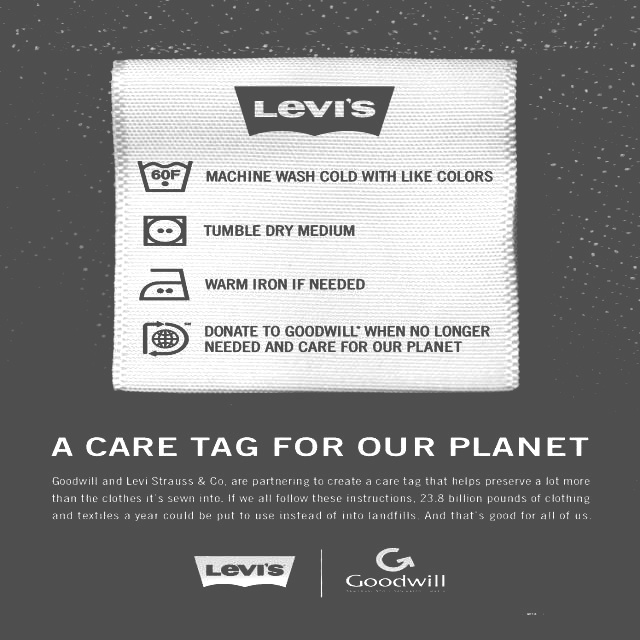 Levi's
60F MACHINE WASH COLD WITH LIKE COLORS
TUMBLE DRY MEDIUM
WARM IRON IF NEEDED
DONATE TO GOODWILL® WHEN NO LONGER
NEEDED AND CARE FOR OUR PLANET
A CARE TAG FOR OUR PLANET
Goodwill and Levi Strauss & Co. are partnering to create a care tag that helps preserve a lot more
than the clothes it's sewn into. If we all follow these instructions, 23.8 billion pounds of clothing
and textiles a year could be put to use instead of into landfills. And that's good for all of us.
Levi's
Goodwill